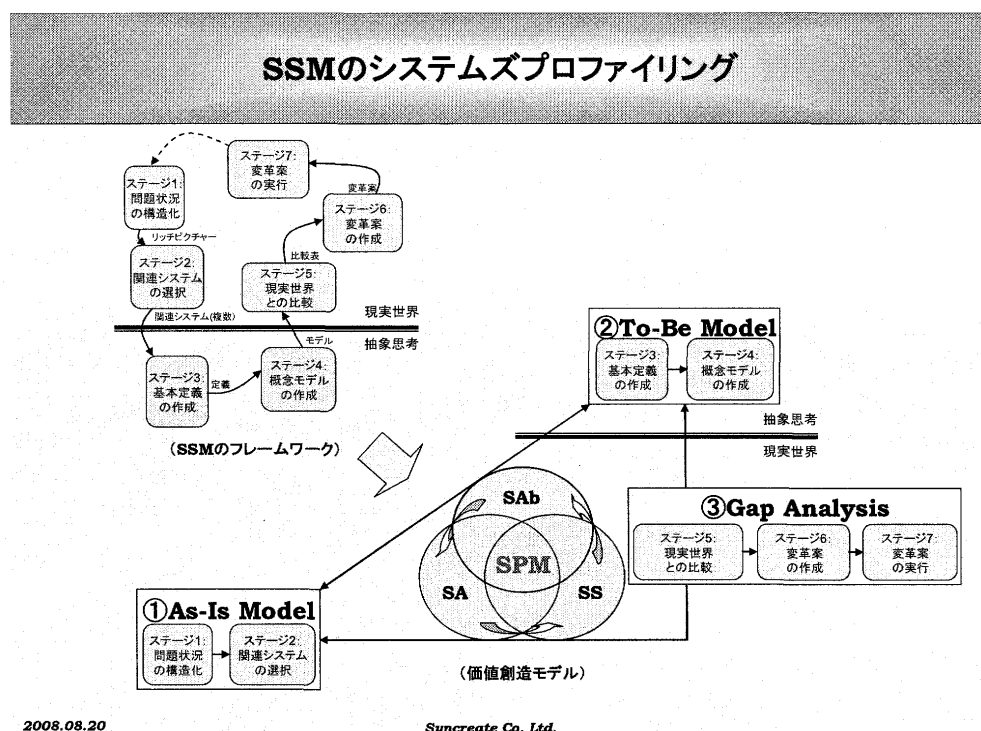 SSMのシステムズプロファイリング
ステージ1:
問題状況
の構造化
リッチピクチャー
ステージ2:
関連システム
の選択
関連システム(複数)
ステージ3:
基本定義
の作成
定義
ステージ4:
概念モデル
の作成
モデル
ステージ5:
現実世界
との比較
比較表
ステージ6:
変革案
の作成
変革案
ステージ7:
変革案
の実行
現実世界
抽象思考
(SSMのフレームワーク)
②To-Be Model
ステージ3:
基本定義
の作成
ステージ4:
概念モデル
の作成
抽象思考
現実世界
③Gap Analysis
ステージ5:
現実世界
との比較
ステージ6:
変革案
の作成
ステージ7:
変革案
の実行
SAb
SPM
SA
SS
①As-Is Model
ステージ1:
問題状況
の構造化
ステージ2:
関連システム
の選択
(価値創造モデル)
2008.08.20
Suncreate Co. Ltd.